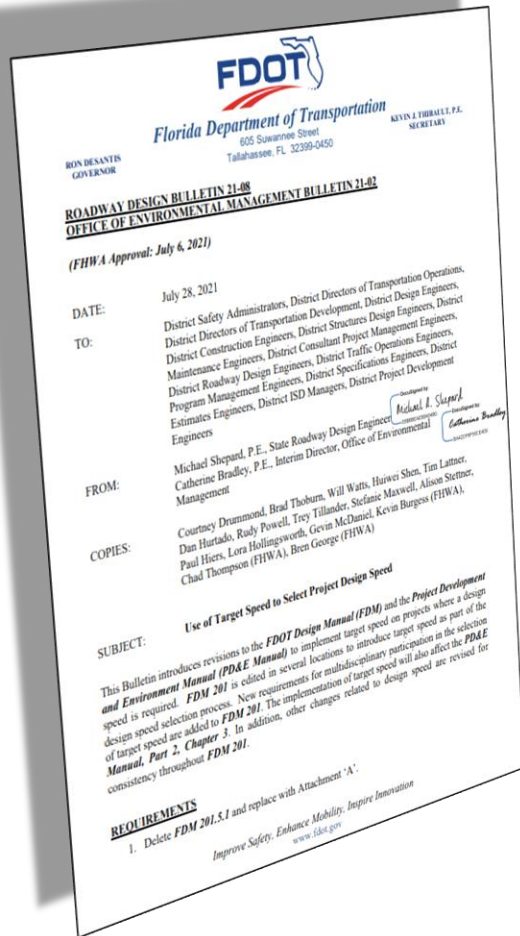 FDOT
Florida Department of Transportation
RON DESANTIS
GOVERNOR
605 Suwannee Street
Tallahassee, FL 32399-0450
KEVIN J. THIBAULT, P.E.
SECRETARY
ROADWAY DESIGN BULLETIN 21-08
OFFICE OF ENVIRONMENTAL MANAGEMENT BULLETIN 21-02
(FHWA Approval: July 6, 2021)
DATE: July 28, 2021
TO: District Safety Administrators, District Directors of Transportation Operations,
District Directors of Transportation Development, District Design Engineers,
District Construction Engineers, District Structures Design Engineers, District
Maintenance Engineers, District Consultant Project Management Engineers,
District Roadway Design Engineers, District Traffic Operations Engineers,
Program Management Engineers, District Specifications Engineers, District
Estimates Engineers, District ISD Managers, District Project Development
Engineers
FROM: Michael Shepard, P.E., State Roadway Design Engineer
Catherine Bradley, P.E., Interim Director, Office of Environmental
Management
Michael A. Shepard
Catherine Bradley
COPIES: Courtney Drummond, Brad Thoburn, Will Watts, Huiwei Shen, Tim Lattner,
Dan Hurtado, Rudy Powell, Trey Tillander, Stefanie Maxwell, Alison Stettner,
Paul Hiers, Lora Hollingsworth, Gevin McDaniel, Kevin Burgess (FHWA),
Chad Thompson (FHWA), Bren George (FHWA)
SUBJECT: Use of Target Speed to Select Project Design Speed
This Bulletin introduces revisions to the FDOT Design Manual (FDM) and the Project Development
and Environment Manual (PD&E Manual) to implement target speed on projects where a design
speed is required. FDM 201 is edited in several locations to introduce target speed as part of the
design speed selection process. New requirements for multidisciplinary participation in the selection
of target speed are added to FDM 201. The implementation of target speed will also affect the PD&E
Manual, Part 2, Chapter 3. In addition, other changes related to design speed are revised for
consistency throughout FDM 201.
REQUIREMENTS
1. Delete FDM 201.5.1 and replace with Attachment ‘A’.
Improve Safety, Enhance Mobility, Inspire Innovation
www.fdot.gov